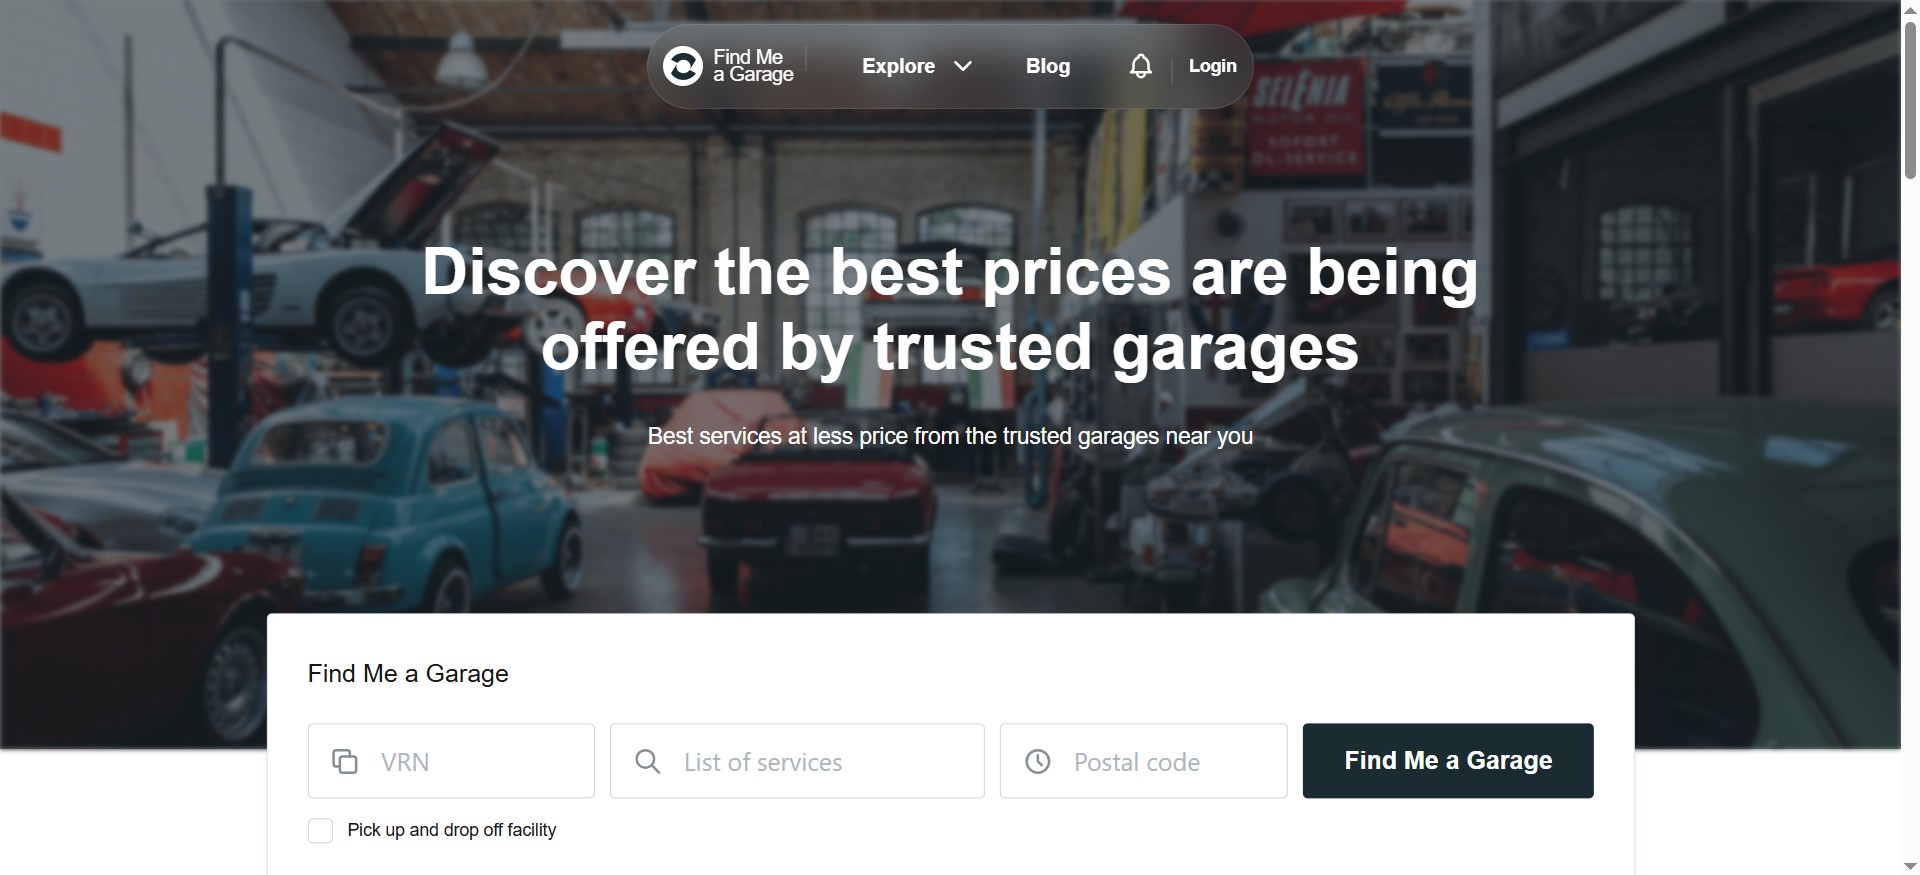 Find Me
a Garage
Explore
Blog
Login
SELENIA
MOTOR OIL
SOFORT
ÖL-SERVICE
Discover the best prices are being
offered by trusted garages
Best services at less price from the trusted garages near you
Find Me a Garage
VRN
List of services
Postal code
Find Me a Garage
Pick up and drop off facility